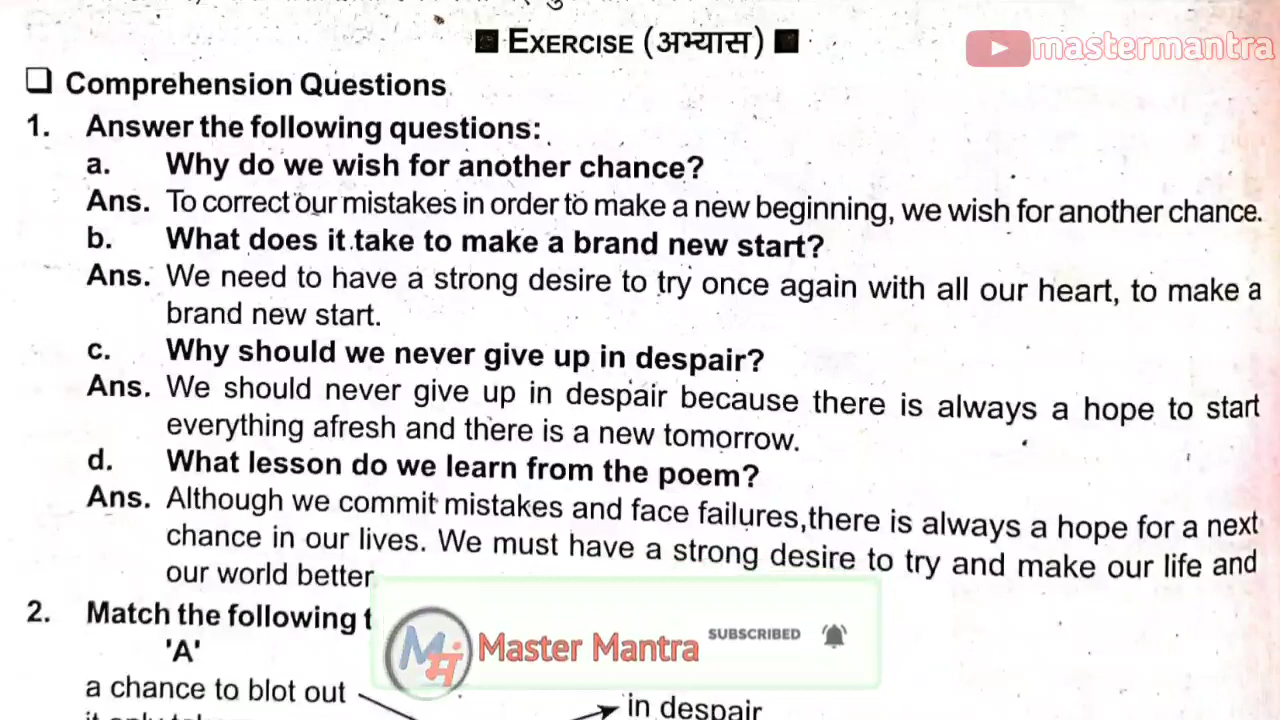 ■ EXERCISE (अभ्यास) ■
mastermantra
❑ Comprehension Questions
1. Answer the following questions:
a. Why do we wish for another chance?
Ans. To correct our mistakes in order to make a new beginning, we wish for another chance.
b. What does it take to make a brand new start?
Ans. We need to have a strong desire to try once again with all our heart, to make a
brand new start.
c. Why should we never give up in despair?
Ans. We should never give up in despair because there is always a hope to start
everything afresh and there is a new tomorrow.
d. What lesson do we learn from the poem?
Ans. Although we commit mistakes and face failures,there is always a hope for a next
chance in our lives. We must have a strong desire to try and make our life and
our world better
2. Match the following
'A'
Mमं Master Mantra SUBSCRIBED
a chance to blot out
in despair